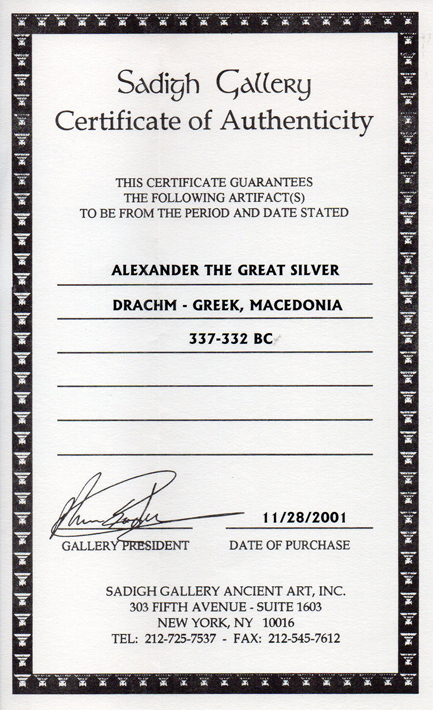 Sadigh Gallery
Certificate of Authenticity
THIS CERTIFICATE GUARANTEES
THE FOLLOWING ARTIFACT(S)
TO BE FROM THE PERIOD AND DATE STATED
ALEXANDER THE GREAT SILVER
DRACHM - GREEK, MACEDONIA
337-332 BC
11/28/2001
GALLERY PRESIDENT DATE OF PURCHASE
SADIGH GALLERY ANCIENT ART, INC.
303 FIFTH AVENUE - SUITE 1603
NEW YORK, NY 10016
TEL: 212-725-7537 - FAX: 212-545-7612